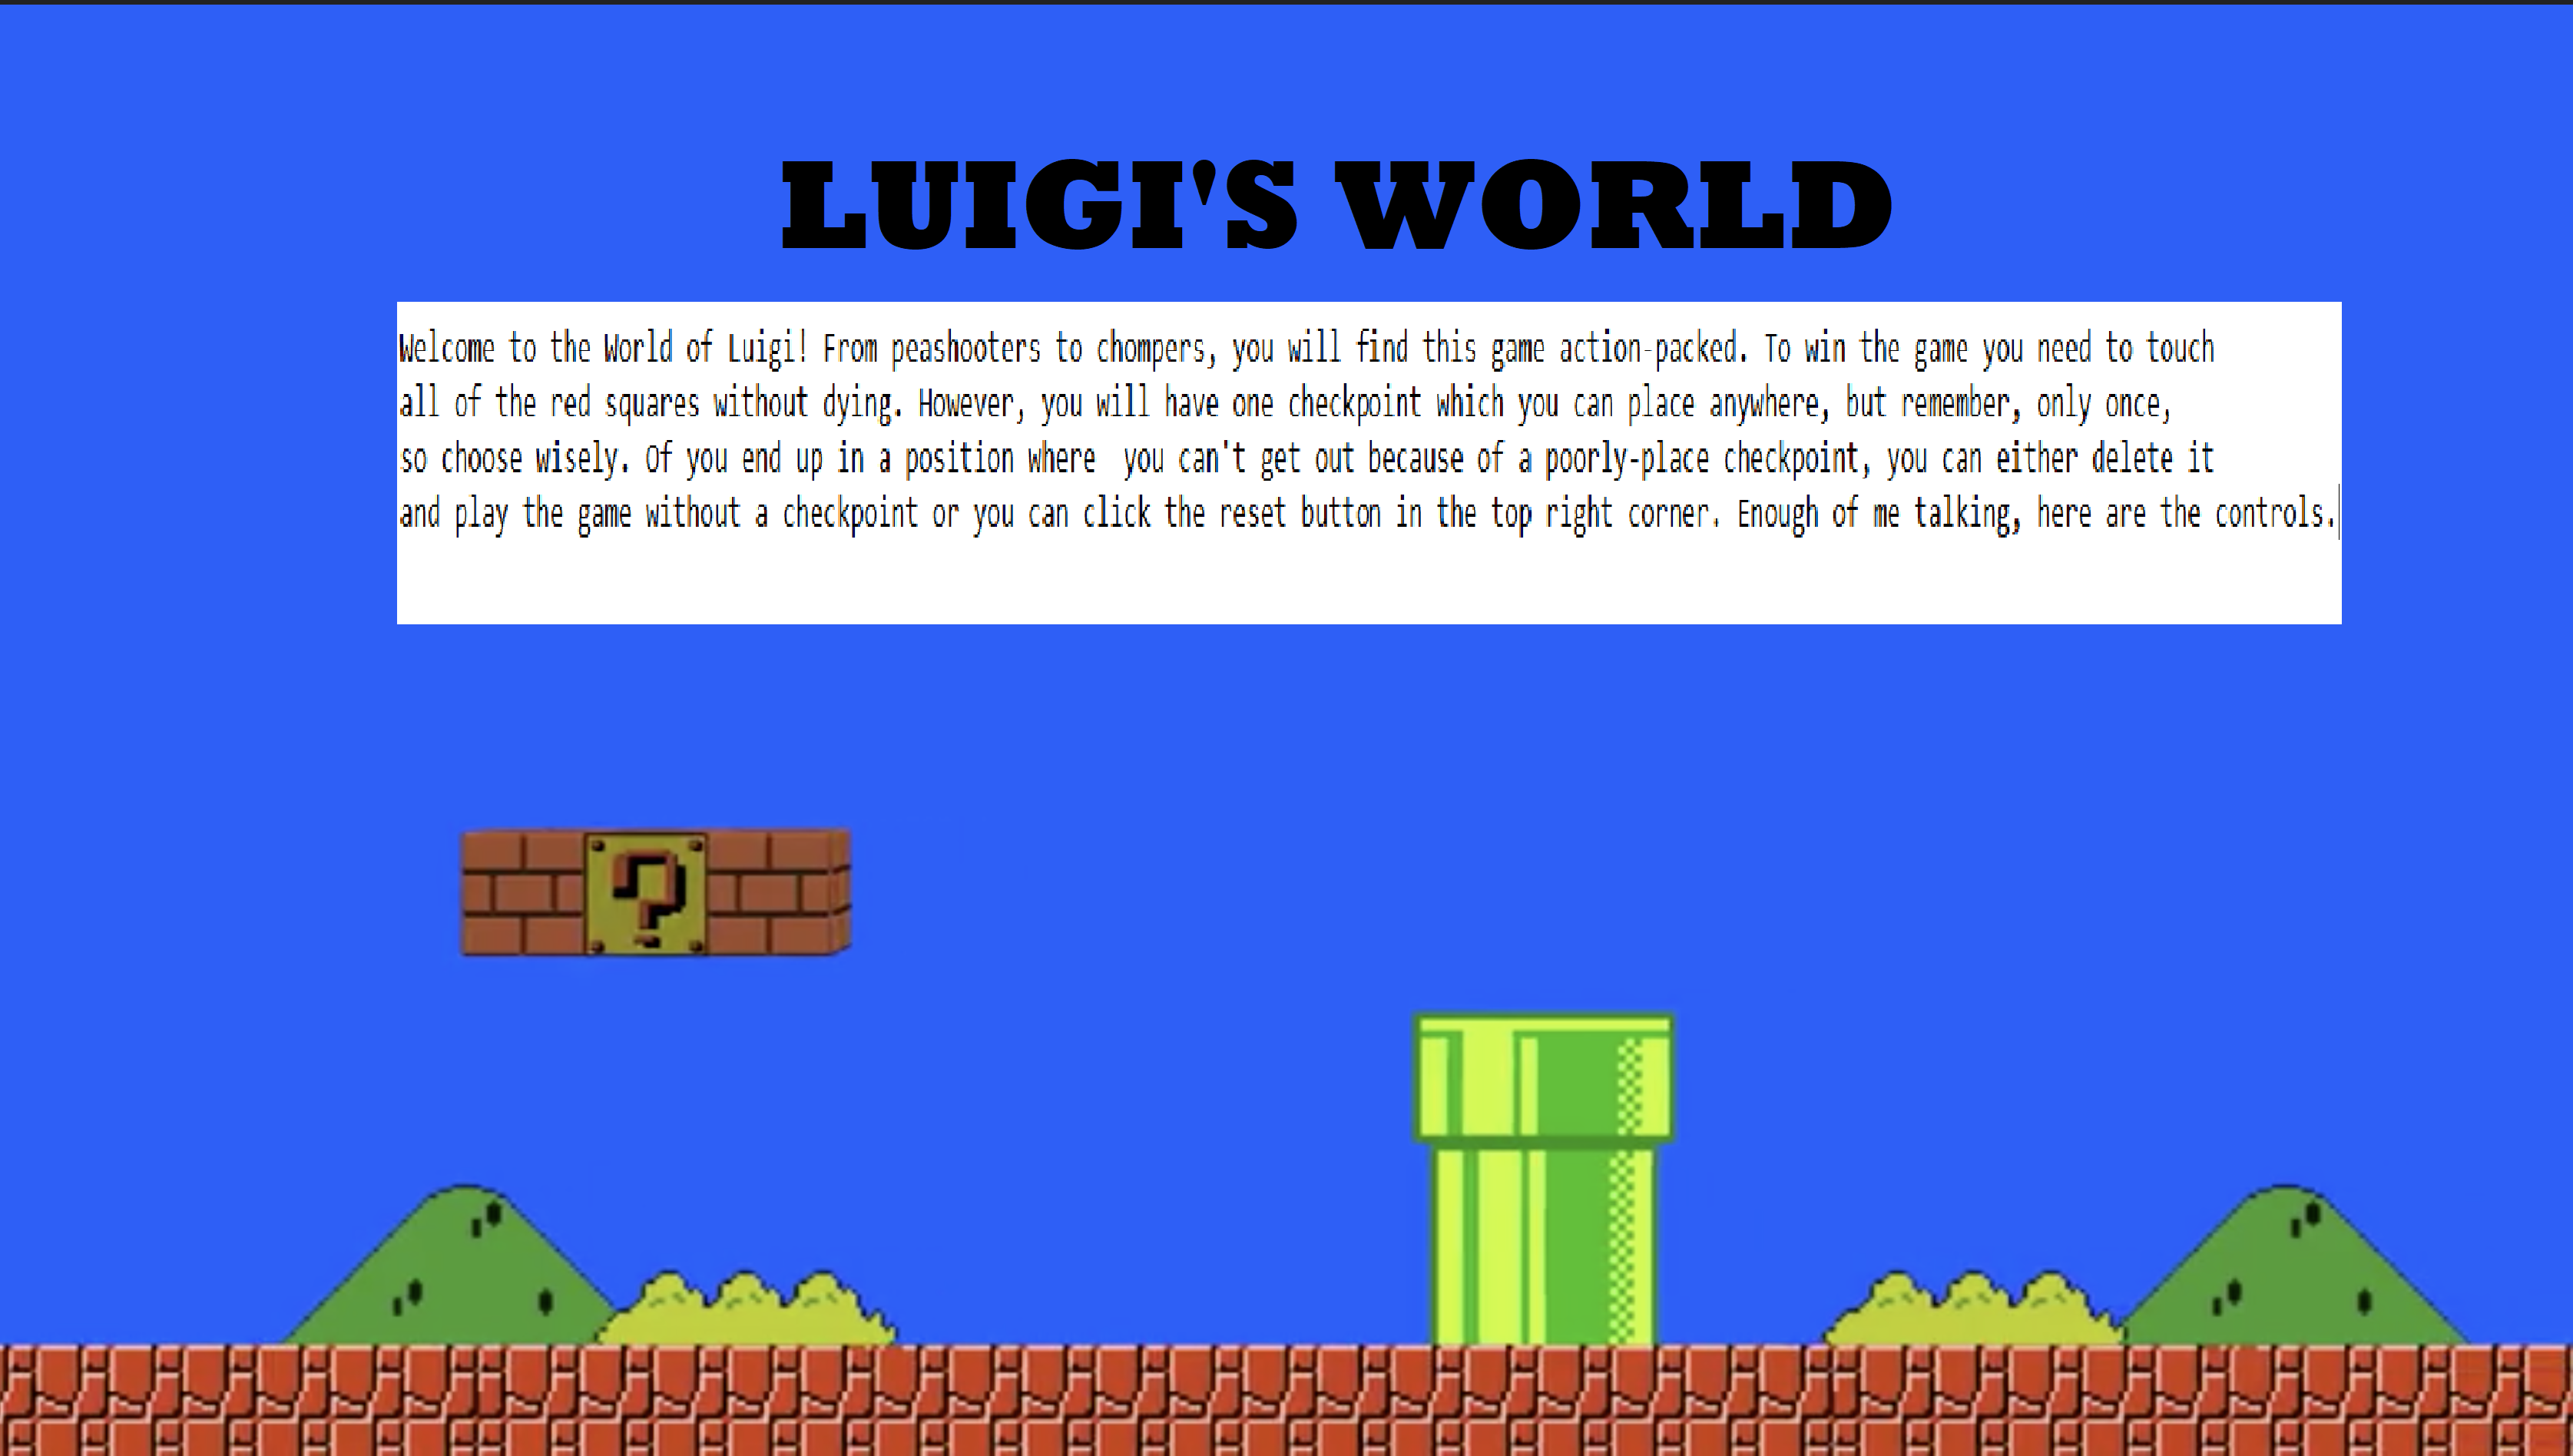 LUIGI'S WORLD
Welcome to the World of Luigi! From peashooters to chompers, you will find this game action-packed. To win the game you need to touch
all of the red squares without dying. However, you will have one checkpoint which you can place anywhere, but remember, only once,
so choose wisely. Of you end up in a position where  you can't get out because of a poorly-place checkpoint, you can either delete it
and play the game without a checkpoint or you can click the reset button in the top right corner. Enough of me talking, here are the controls.
?